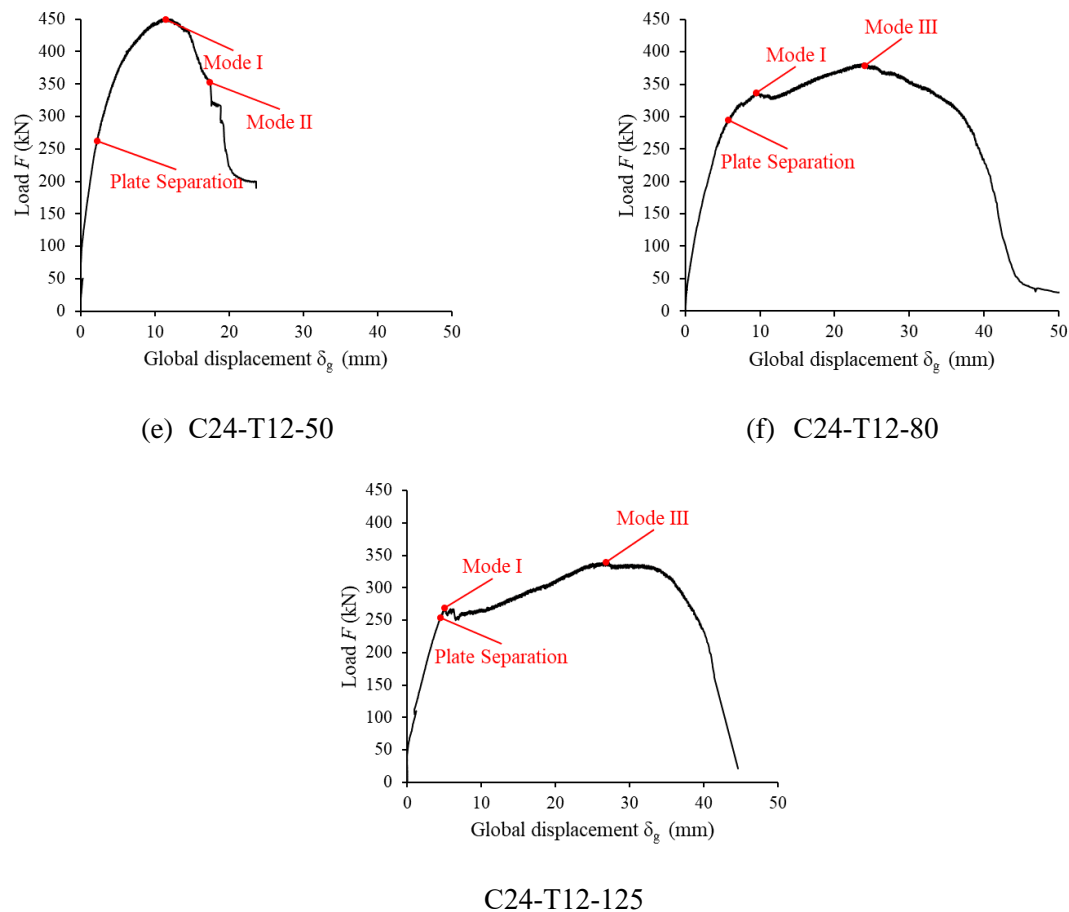 450
400
350
300
250
200
150
100
50
0
Load F (kN)
Mode I
Mode II
Plate Separation
0 10 20 30 40 50
Global displacement δg (mm)
(e) C24-T12-50
450
400
350
300
250
200
150
100
50
0
Load F (kN)
Mode III
Mode I
Plate Separation
0 10 20 30 40 50
Global displacement δg (mm)
(f) C24-T12-80
450
400
350
300
250
200
150
100
50
0
Load F (kN)
Mode III
Mode I
Plate Separation
0 10 20 30 40 50
Global displacement δg (mm)
C24-T12-125